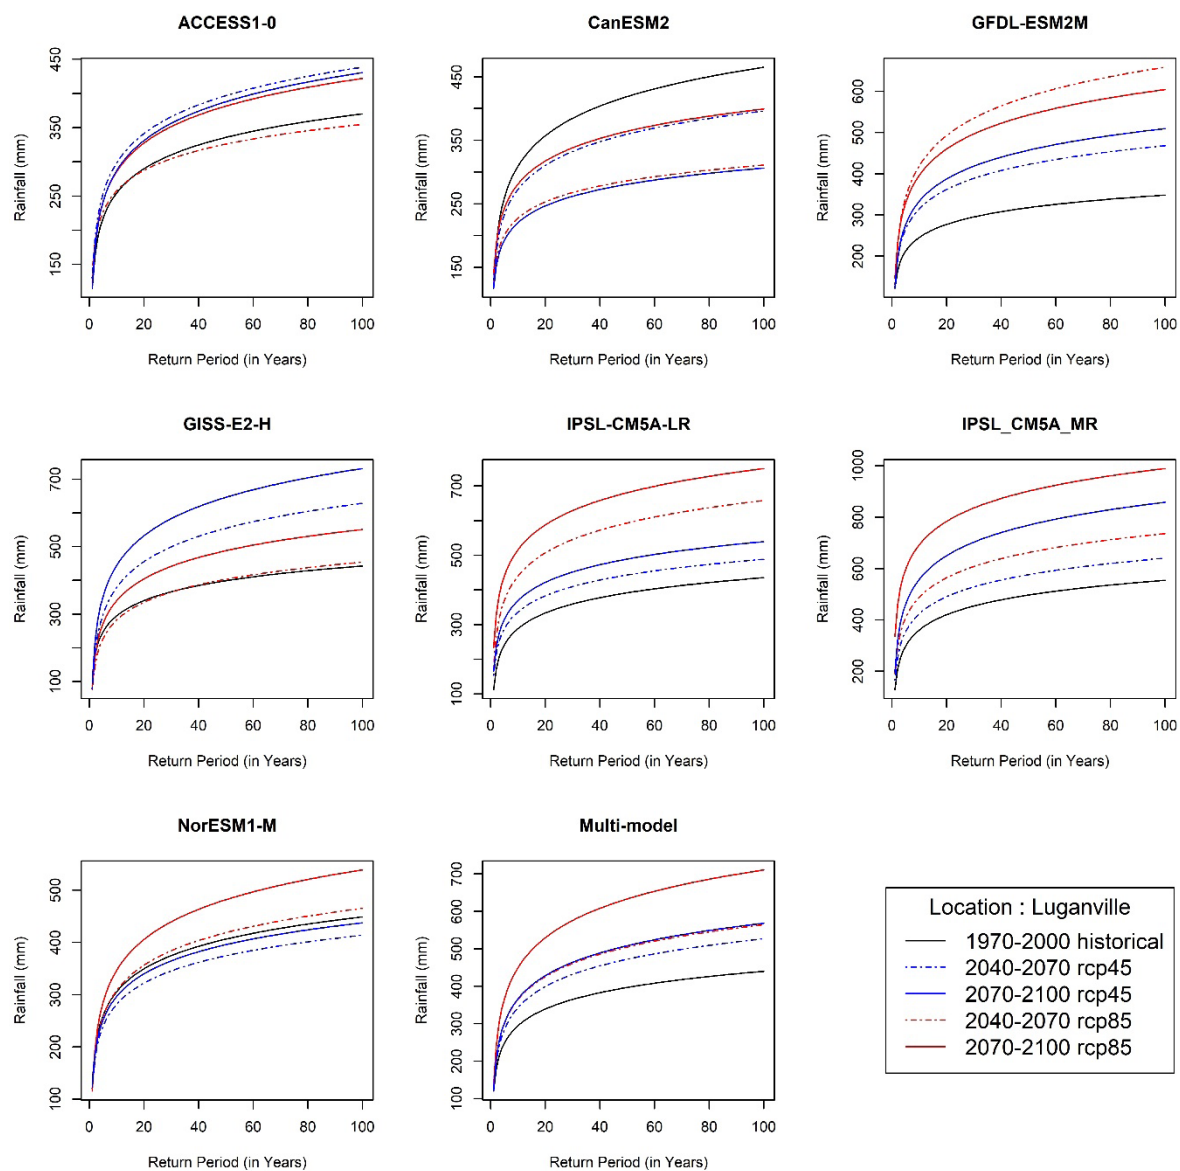 ACCESS1-0
CanESM2
GFDL-ESM2M
Rainfall (mm)
450
350
250
150
0 20 40 60 80 100
Return Period (in Years)
Rainfall (mm)
450
350
250
150
0 20 40 60 80 100
Return Period (in Years)
Rainfall (mm)
600
500
400
300
200
0 20 40 60 80 100
Return Period (in Years)
GISS-E2-H
IPSL-CM5A-LR
IPSL_CM5A_MR
Rainfall (mm)
700
500
300
100
0 20 40 60 80 100
Return Period (in Years)
Rainfall (mm)
700
500
300
100
0 20 40 60 80 100
Return Period (in Years)
Rainfall (mm)
1000
800
600
400
200
0 20 40 60 80 100
Return Period (in Years)
NorESM1-M
Multi-model
Rainfall (mm)
500
400
300
200
100
0 20 40 60 80 100
Return Period (in Years)
Rainfall (mm)
700
600
500
400
300
200
100
0 20 40 60 80 100
Return Period (in Years)
Location : Luganville
1970-2000 historical
2040-2070 rcp45
2070-2100 rcp45
2040-2070 rcp85
2070-2100 rcp85